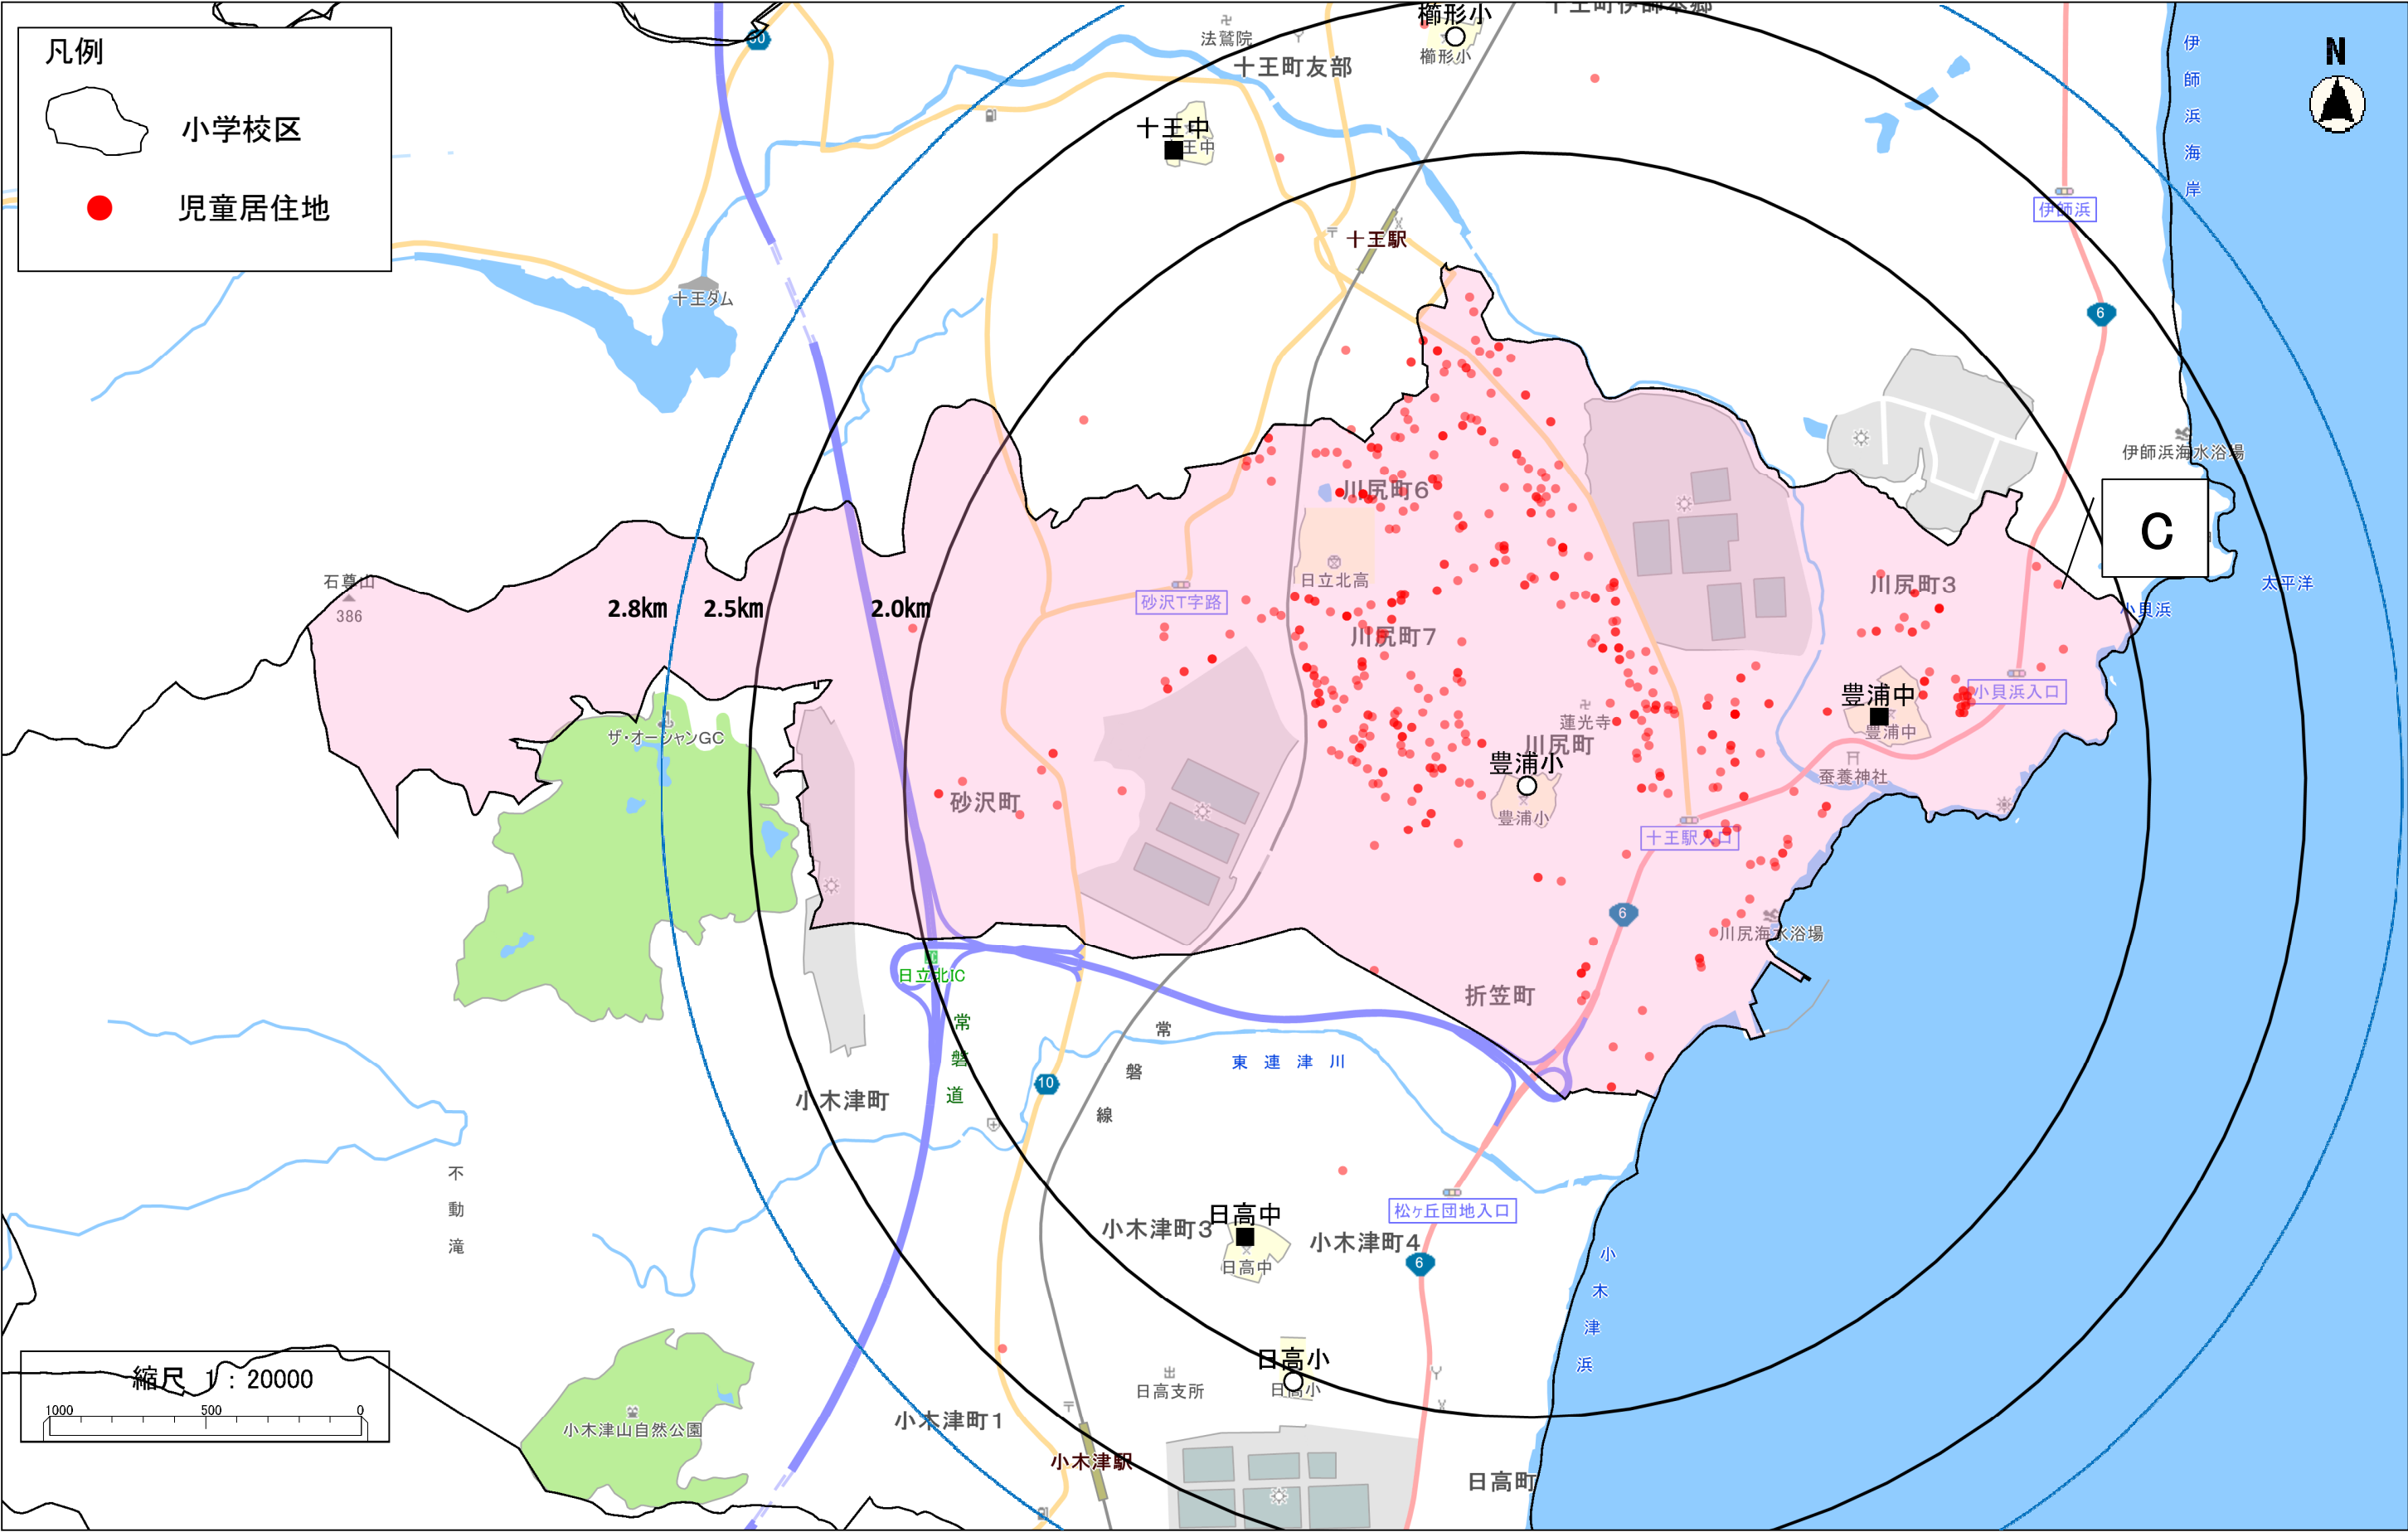 凡例
小学校区
児童居住地
30
法鷲院
十王町友部
櫛形小
櫛形小
十王町伊師本郷
伊師浜海岸
N
十王中
王中
伊師浜
十王駅
6
十王ダム
伊師浜海水浴場
C
川尻町6
日立北高
石尊山
386
2.8km
2.5km
2.0km
砂沢T字路
川尻町3
太平洋
小貝浜
川尻町7
豊浦中
豊浦中
小貝浜入口
蓮光寺
川尻町
ザ・オーシャンGC
豊浦小
豊浦小
蚕養神社
砂沢町
十王駅入口
6
川尻海水浴場
日立北IC
折笠町
常磐道
常磐線
東連津川
10
小木津町
不動滝
日高中
日高中
小木津町3
小木津町4
松ヶ丘団地入口
6
小木津浜
日高小
日高小
日高支所
縮尺 1：20000
1000
500
0
小木津山自然公園
小木津町1
小木津駅
日高町